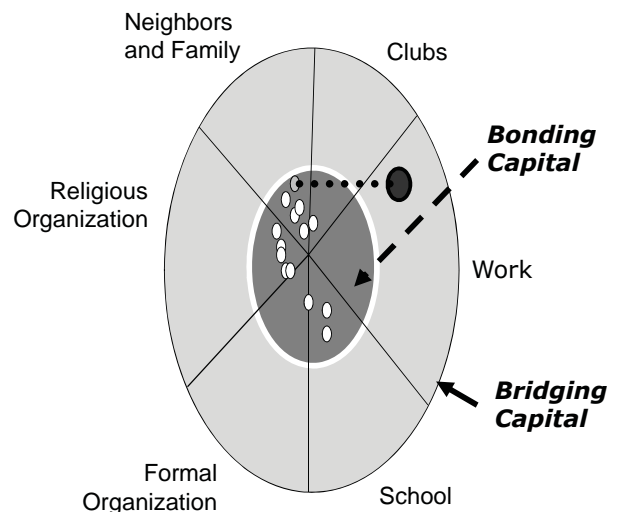 Neighbors
and Family
Clubs
Bonding
Capital
Religious
Organization
Work
Bridging
Capital
Formal
Organization
School